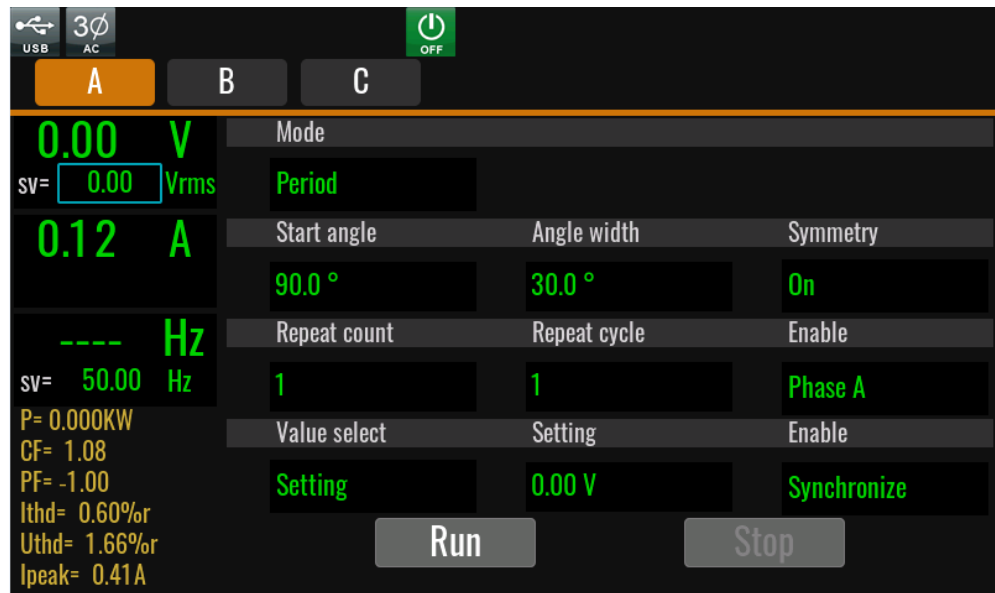 USB
3Ø
AC
OFF
A B C
0.00 V
sv= 0.00 Vrms
0.12 A
---- Hz
sv= 50.00 Hz
P= 0.000KW
CF= 1.08
PF= -1.00
Ithd= 0.60%r
Uthd= 1.66%r
Ipeak= 0.41A
Mode
Period
Start angle Angle width Symmetry
90.0 ° 30.0 ° On
Repeat count Repeat cycle Enable
1 1 Phase A
Value select Setting Enable
Setting 0.00 V Synchronize
Run Stop